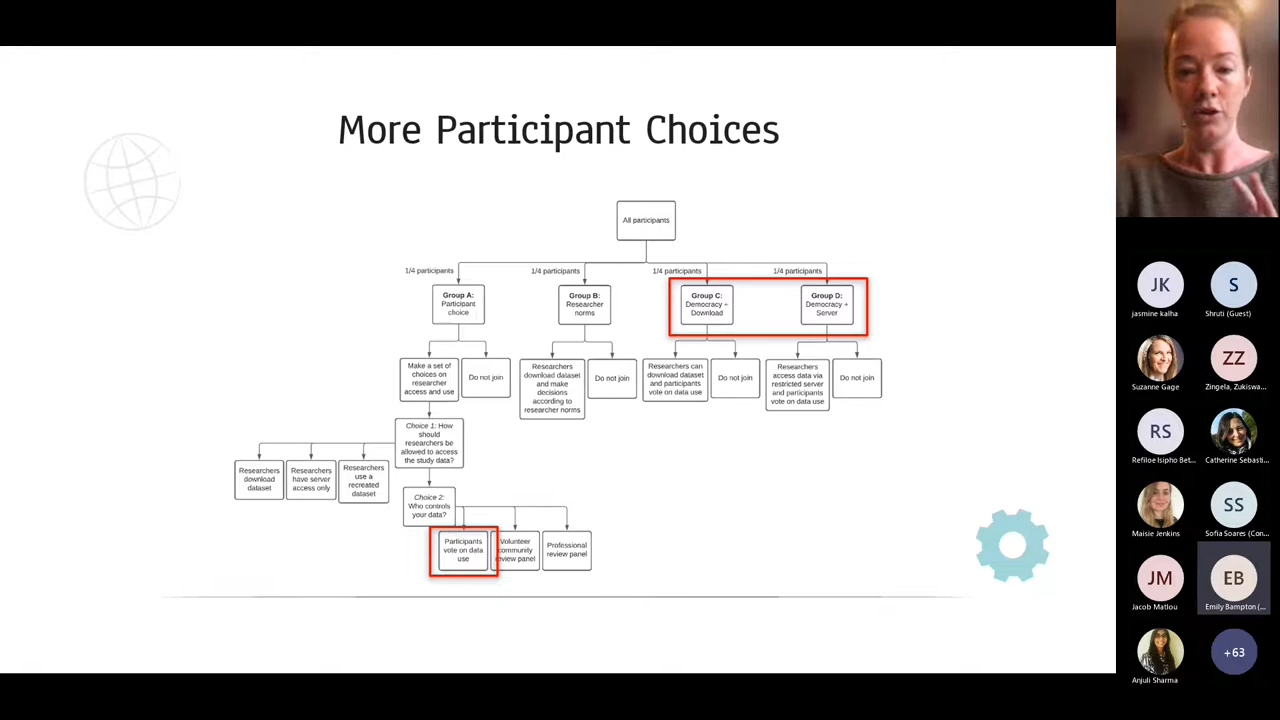 More Participant Choices
All participants
1/4 participants
1/4 participants
1/4 participants
1/4 participants
Group A:
Participant
choice
Group B:
Researcher
norms
Group C:
Democracy +
Download
Group D:
Democracy +
Server
Make a set of
choices on
researcher
access and use
Do not join
Researchers
download dataset
and make
decisions
according to
researcher norms
Do not join
Researchers can
download dataset
and participants
vote on data use
Do not join
Researchers
access data via
restricted server
and participants
vote on data use
Do not join
Choice 1: How
should
researchers be
allowed to access
the study data?
Researchers
download
dataset
Researchers
have server
access only
Researchers
use a
recreated
dataset
Choice 2:
Who controls
your data?
Participants
vote on data
use
Volunteer
community
review panel
Professional
review panel
JK
jasmine kalha
S
Shruti (Guest)
Suzanne Gage
ZZ
Zingela, Zukiswa...
RS
Refiloe Isipho Bet...
Catherine Sebasti...
Maisie Jenkins
SS
Sofia Soares (Con...
JM
Jacob Matlou
EB
Emily Bampton (...
Anjuli Sharma
+63